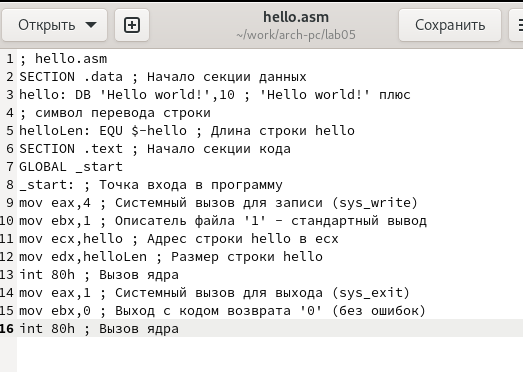 Открыть
hello.asm
~/work/arch-pc/lab05
Сохранить
1 ; hello.asm
2 SECTION .data ; Начало секции данных
3 hello: DB 'Hello world!',10 ; 'Hello world!' плюс
4 ; символ перевода строки
5 helloLen: EQU $-hello ; Длина строки hello
6 SECTION .text ; Начало секции кода
7 GLOBAL _start
8 _start: ; Точка входа в программу
9 mov eax,4 ; Системный вызов для записи (sys_write)
10 mov ebx,1 ; Описатель файла '1' - стандартный вывод
11 mov ecx,hello ; Адрес строки hello в ecx
12 mov edx,helloLen ; Размер строки hello
13 int 80h ; Вызов ядра
14 mov eax,1 ; Системный вызов для выхода (sys_exit)
15 mov ebx,0 ; Выход с кодом возврата '0' (без ошибок)
16 int 80h ; Вызов ядра